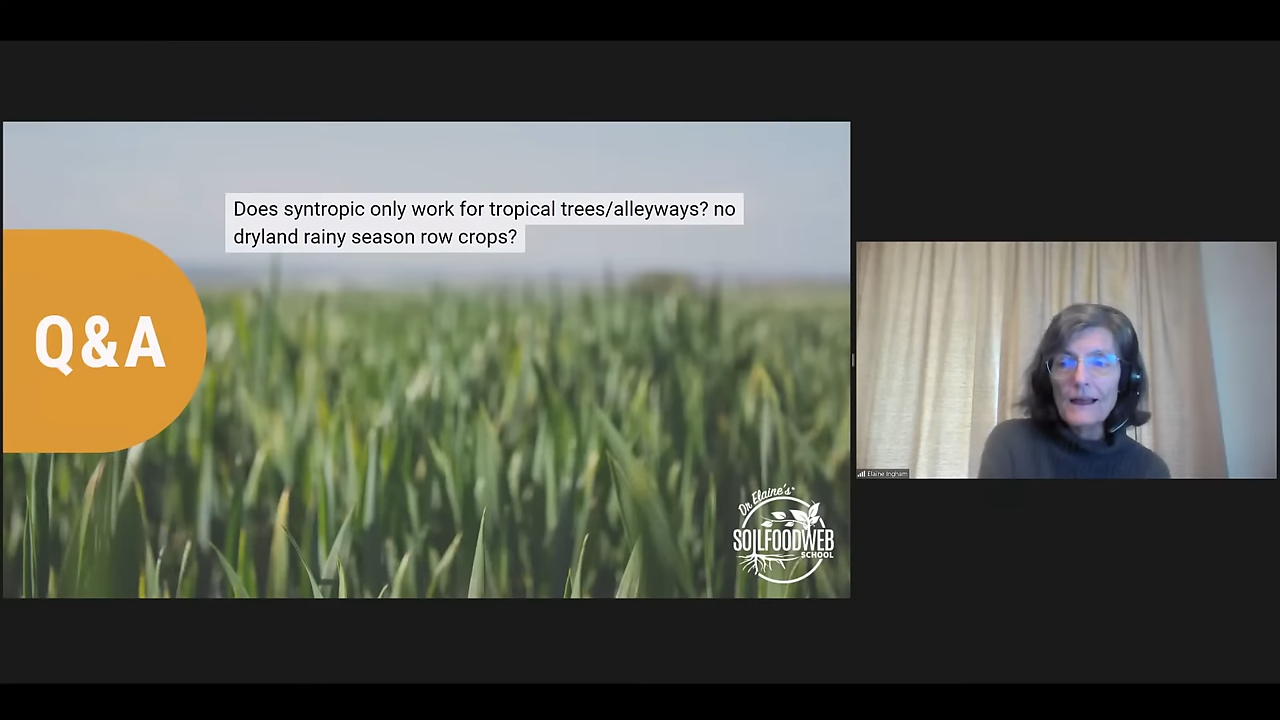 Does syntropic only work for tropical trees/alleyways? no
dryland rainy season row crops?
Q&A
Dr. Elaine's
SOILFOODWEB
SCHOOL
Elaine Ingham